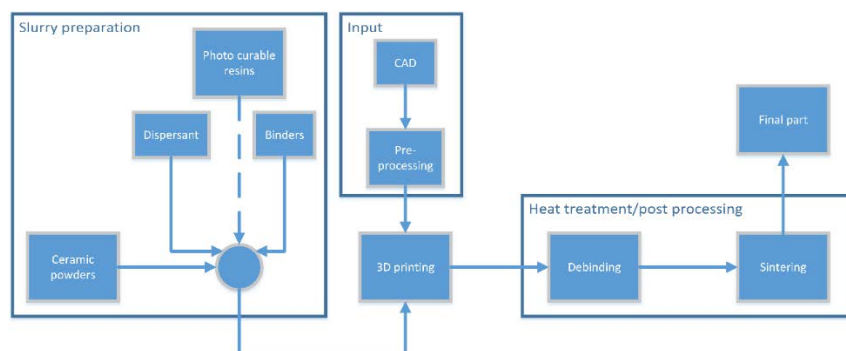 Slurry preparation
Photo curable
resins
Dispersant
Binders
Ceramic
powders
Input
CAD
Pre-
processing
3D printing
Heat treatment/post processing
Debinding
Sintering
Final part